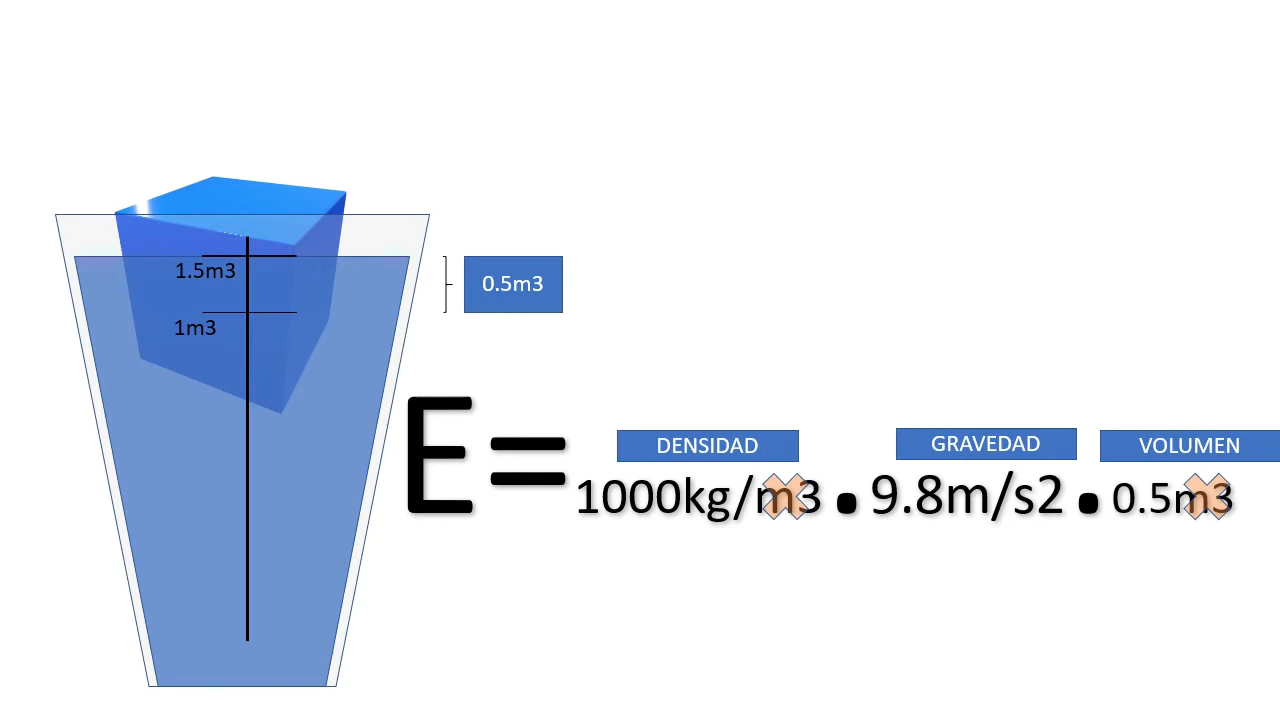 1.5m3
1m3
0.5m3
DENSIDAD
GRAVEDAD
VOLUMEN
E= 1000kg/m3 . 9.8m/s2 . 0.5m3